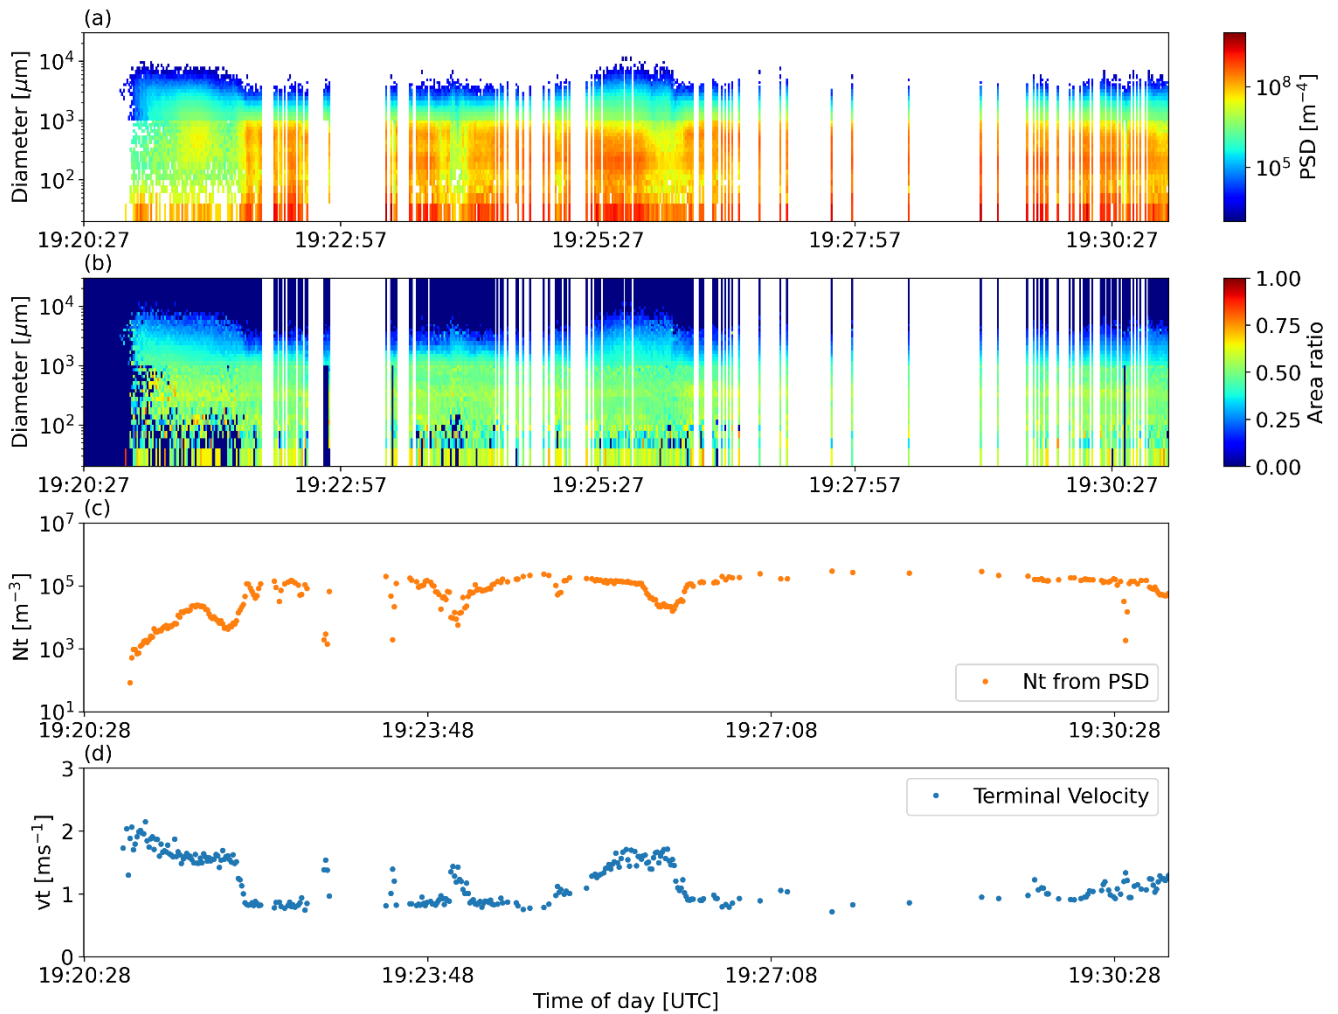 (a)
Diameter [μm]
10⁴
10³
10²
19:20:27 19:22:57 19:25:27 19:27:57 19:30:27
10⁸
10⁵
PSD [m⁻⁴]
(b)
Diameter [μm]
10⁴
10³
10²
19:20:27 19:22:57 19:25:27 19:27:57 19:30:27
1.00
0.75
0.50
0.25
0.00
Area ratio
(c)
Nt [m⁻³]
10⁷
10⁵
10³
10¹
Nt from PSD
19:20:28 19:23:48 19:27:08 19:30:28
(d)
vt [ms⁻¹]
3
2
1
0
Terminal Velocity
19:20:28 19:23:48 19:27:08 19:30:28
Time of day [UTC]